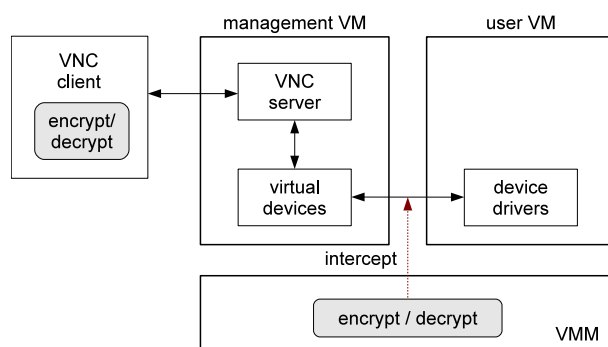 management VM
user VM
VNC
client
encrypt/
decrypt
VNC
server
virtual
devices
device
drivers
intercept
encrypt / decrypt
VMM